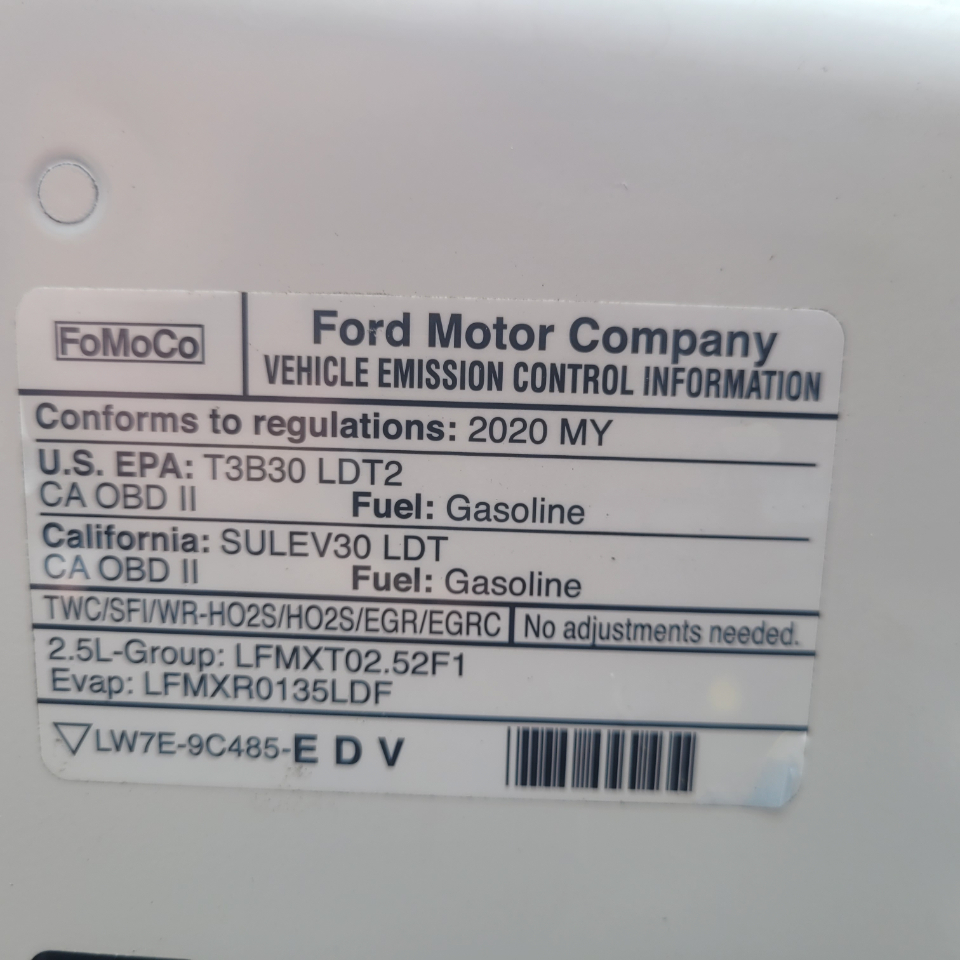 FoMoCo
Ford Motor Company
VEHICLE EMISSION CONTROL INFORMATION
Conforms to regulations: 2020 MY
U.S. EPA: T3B30 LDT2
CA OBD II Fuel: Gasoline
California: SULEV30 LDT
CA OBD II Fuel: Gasoline
TWC/SFI/WR-HO2S/HO2S/EGR/EGRC No adjustments needed.
2.5L-Group: LFMXT02.52F1
Evap: LFMXR0135LDF
LW7E-9C485-E D V